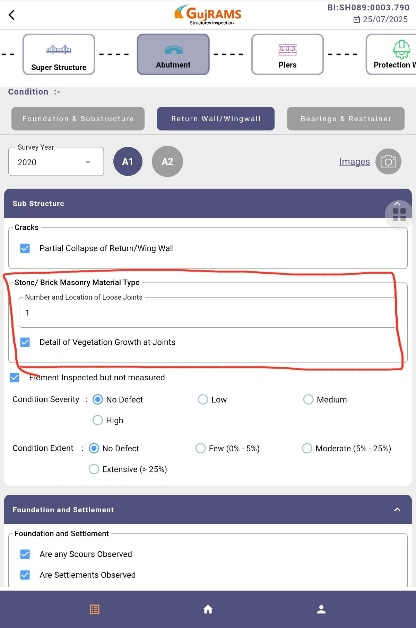 GujRAMS
Structures Inspection
BI:SH089:0003.790
25/07/2025
Super Structure
Abutment
Piers
Protection W
Condition :-
Foundation & Substructure
Return Wall/Wingwall
Bearings & Restrainer
Survey Year
2020
A1
A2
Images
Sub Structure
Cracks
Partial Collapse of Return/Wing Wall
Stone/ Brick Masonry Material Type
Number and Location of Loose Joints
1
Detail of Vegetation Growth at Joints
Element Inspected but not measured
Condition Severity : No Defect Low Medium
High
Condition Extent : No Defect Few (0% - 5%) Moderate (5% - 25%)
Extensive (> 25%)
Foundation and Settlement
Foundation and Settlement
Are any Scours Observed
Are Settlements Observed